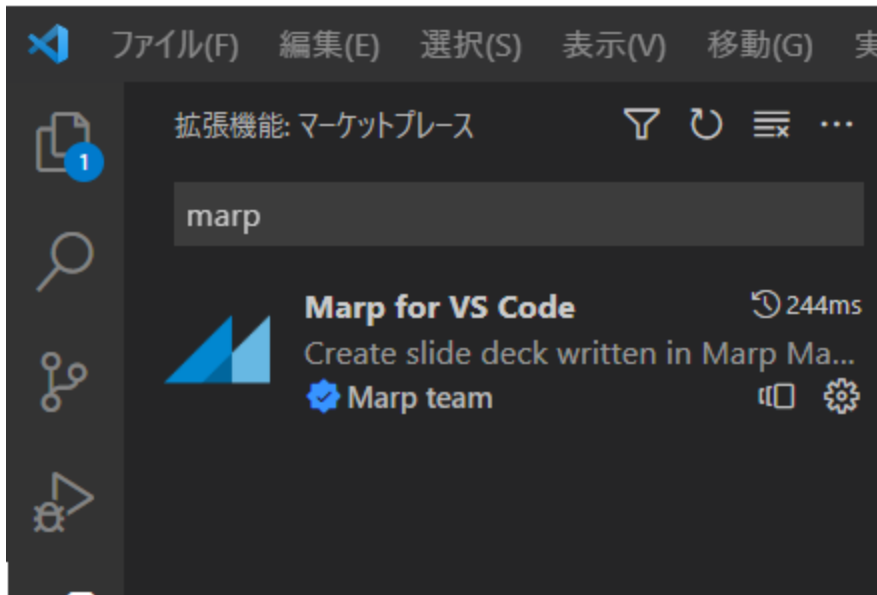 ファイル(F) 編集(E) 選択(S) 表示(V) 移動(G) 実
拡張機能: マーケットプレース
1
marp
Marp for VS Code 244ms
Create slide deck written in Marp Ma...
Marp team